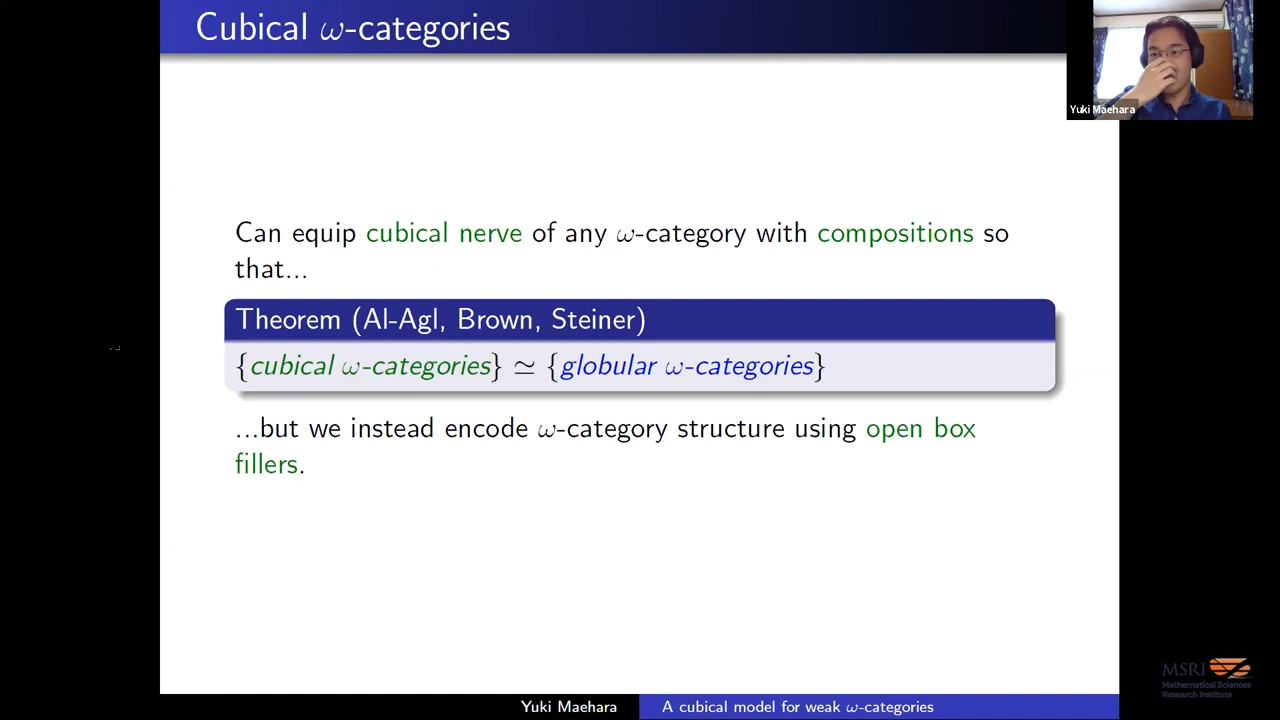 Cubical ω-categories
Yuki Maehara
Can equip cubical nerve of any ω-category with compositions so
that...
Theorem (Al-Agl, Brown, Steiner)
{cubical ω-categories} ≃ {globular ω-categories}
...but we instead encode ω-category structure using open box
fillers.
MSRI
Mathematical Sciences
Research Institute
Yuki Maehara
A cubical model for weak ω-categories